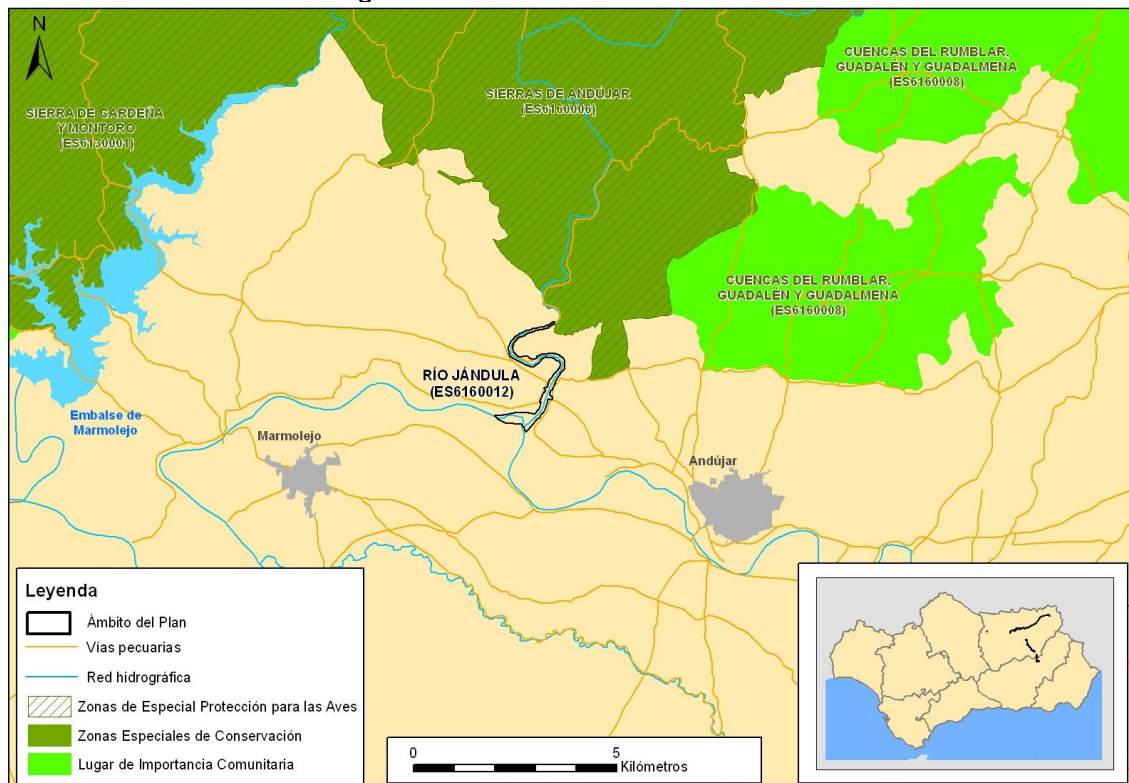 N
SIERRA DE CARDEÑA
Y MONTORO
(ES6130001)
SIERRAS DE ANDÚJAR
(ES6160006)
CUENCAS DEL RUMBLAR,
GUADALÉN Y GUADALMENA
(ES6160008)
CUENCAS DEL RUMBLAR,
GUADALÉN Y GUADALMENA
(ES6160008)
RÍO JÁNDULA
(ES6160012)
Embalse de
Marmolejo
Marmolejo
Andújar
Leyenda
Ámbito del Plan
Vías pecuarias
Red hidrográfica
Zonas de Especial Protección para las Aves
Zonas Especiales de Conservación
Lugar de Importancia Comunitaria
0 5
Kilómetros